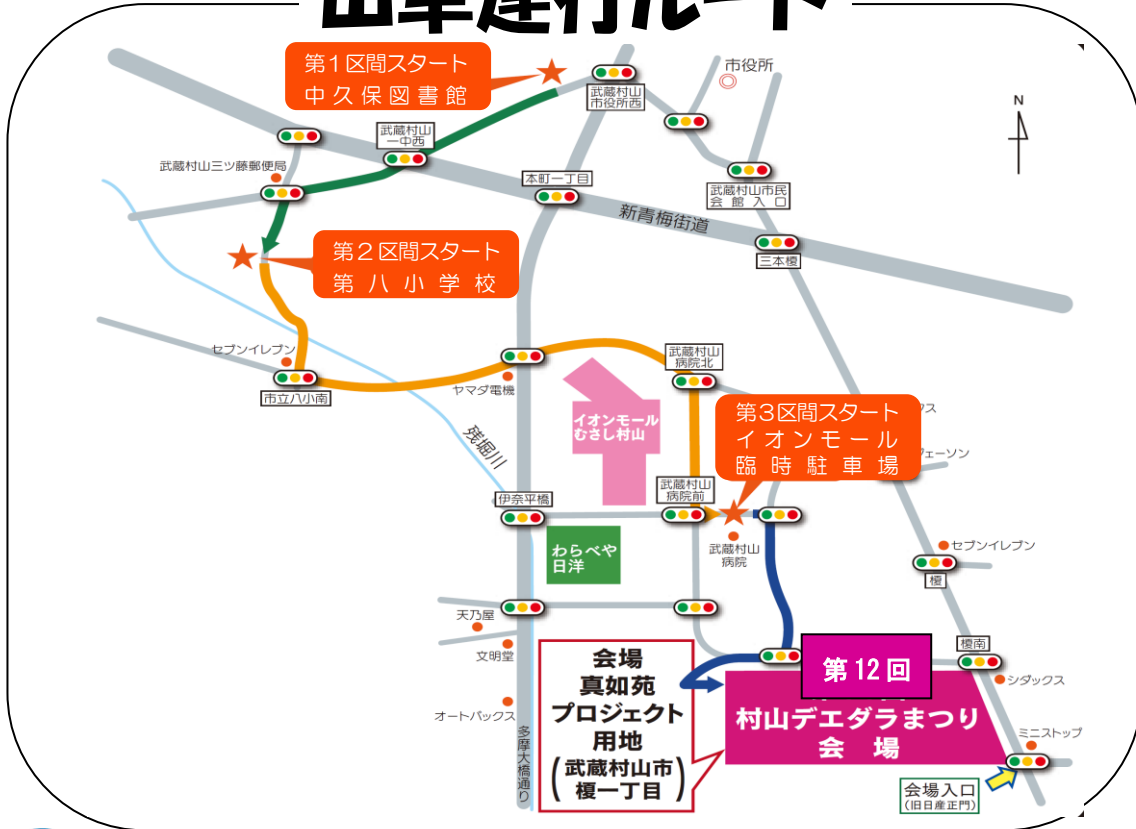 山車運行ルート
第1区間スタート
中久保図書館
武蔵村山
市役所西
市役所
N
武蔵村山
一中西
武蔵村山三ツ藤郵便局
本町一丁目
武蔵村山市民
会館入口
新青梅街道
三本榎
第2区間スタート
第八小学校
セブンイレブン
市立八小南
ヤマダ電機
武蔵村山
病院北
イオンモール
むさし村山
第3区間スタート
イオンモール
臨時駐車場
クス
ジェーソン
残堀川
伊奈平橋
武蔵村山
病院前
武蔵村山
病院
わらべや
日洋
セブンイレブン
榎
天乃屋
文明堂
オートバックス
多摩大橋通り
会場
真如苑
プロジェクト
用地
(武蔵村山市
榎一丁目)
第12回
村山デエダラまつり
会場
榎南
シダックス
ミニストップ
会場入口
(旧日産正門)